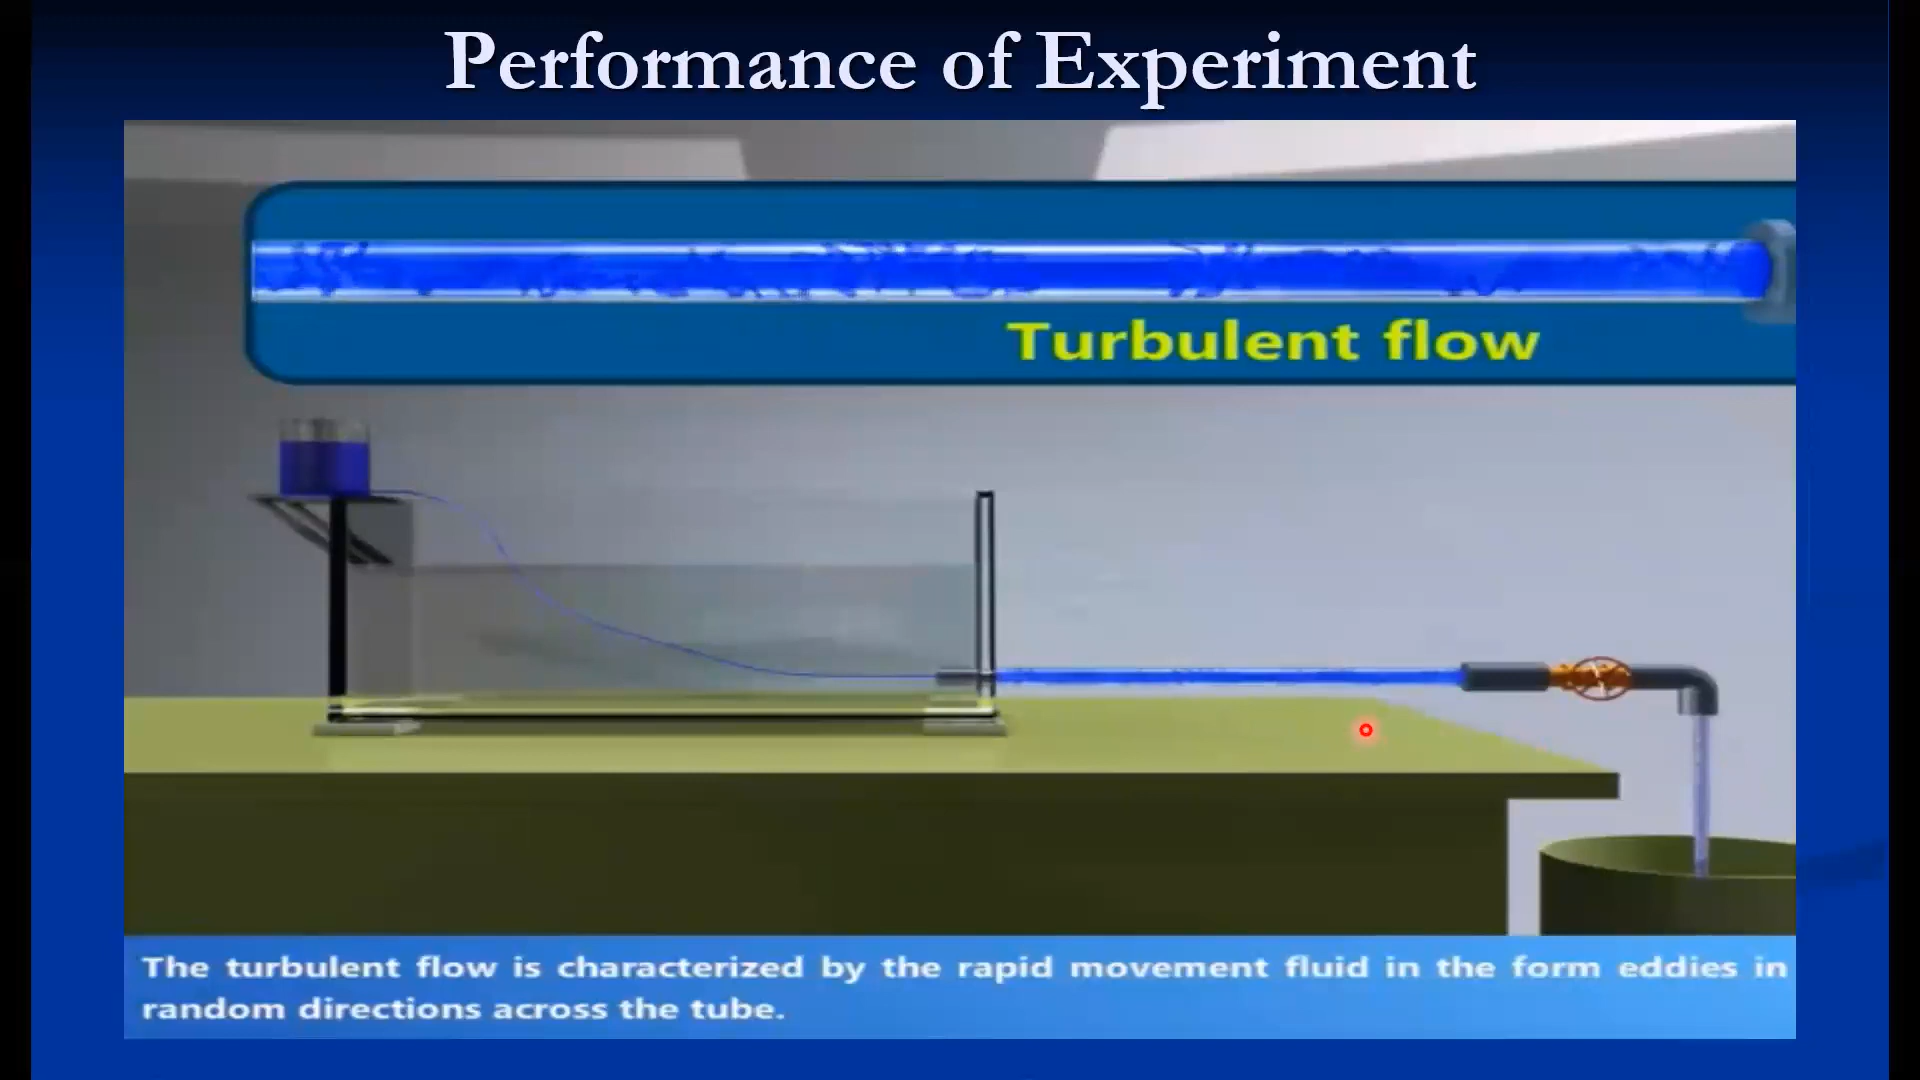 Performance of Experiment
Turbulent flow
The turbulent flow is characterized by the rapid movement fluid in the form eddies in
random directions across the tube.